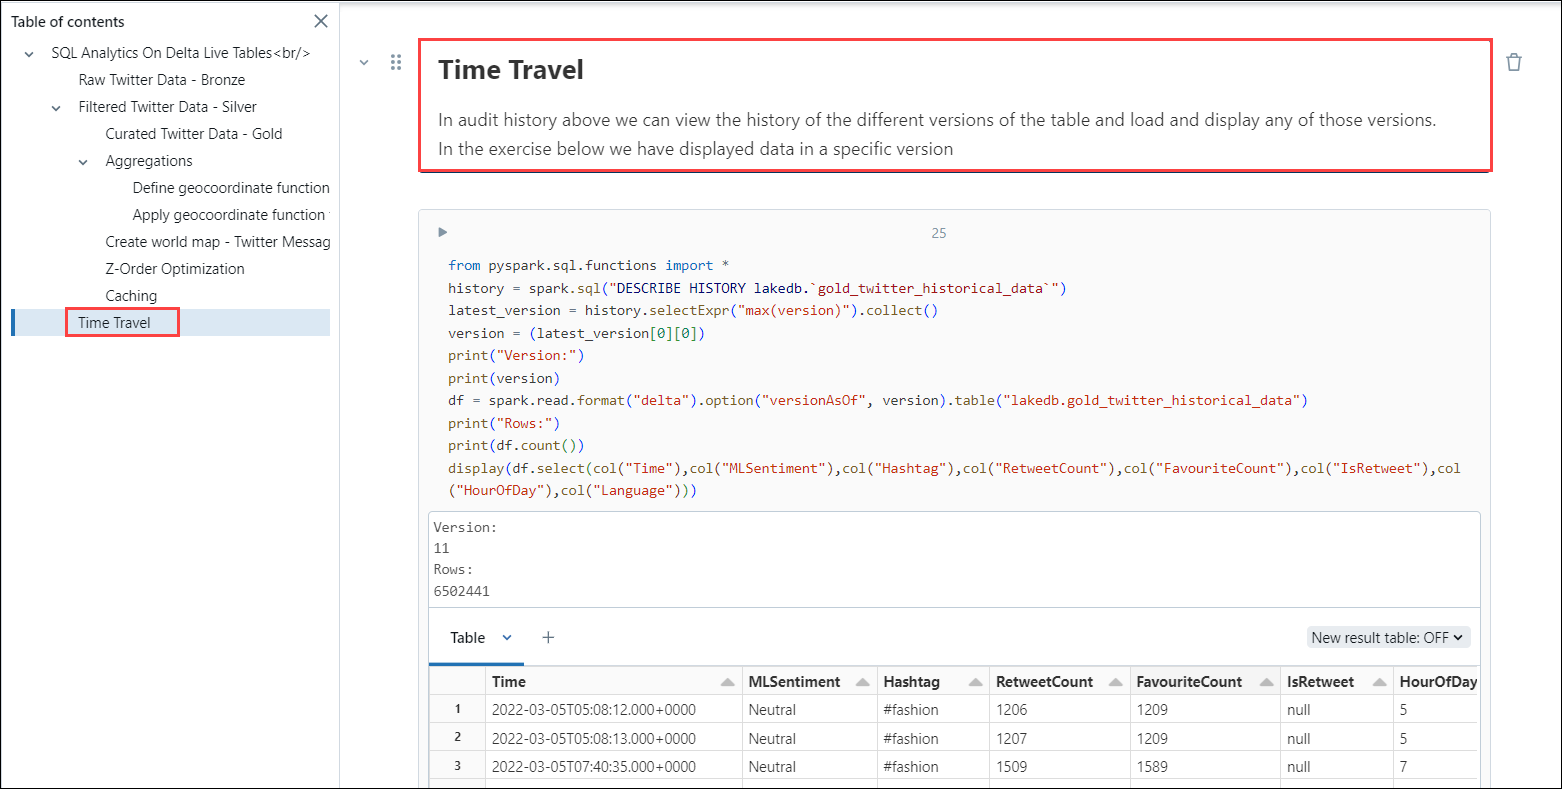 Table of contents
SQL Analytics On Delta Live Tables<br/>
Raw Twitter Data - Bronze
Filtered Twitter Data - Silver
Curated Twitter Data - Gold
Aggregations
Define geocoordinate function
Apply geocoordinate function
Create world map - Twitter Messag
Z-Order Optimization
Caching
Time Travel
Time Travel
In audit history above we can view the history of the different versions of the table and load and display any of those versions.
In the exercise below we have displayed data in a specific version
25
from pyspark.sql.functions import *
history = spark.sql("DESCRIBE HISTORY lakedb.`gold_twitter_historical_data`")
latest_version = history.selectExpr("max(version)").collect()
version = (latest_version[0][0])
print("Version:")
print(version)
df = spark.read.format("delta").option("versionAsOf", version).table("lakedb.gold_twitter_historical_data")
print("Rows:")
print(df.count())
display(df.select(col("Time"),col("MLSentiment"),col("Hashtag"),col("RetweetCount"),col("FavouriteCount"),col("IsRetweet"),col
("HourOfDay"),col("Language")))
Version:
11
Rows:
6502441
Table + New result table: OFF
Time MLSentiment Hashtag RetweetCount FavouriteCount IsRetweet HourOfDay
1 2022-03-05T05:08:12.000+0000 Neutral #fashion 1206 1209 null 5
2 2022-03-05T05:08:13.000+0000 Neutral #fashion 1207 1209 null 5
3 2022-03-05T07:40:35.000+0000 Neutral #fashion 1509 1589 null 7